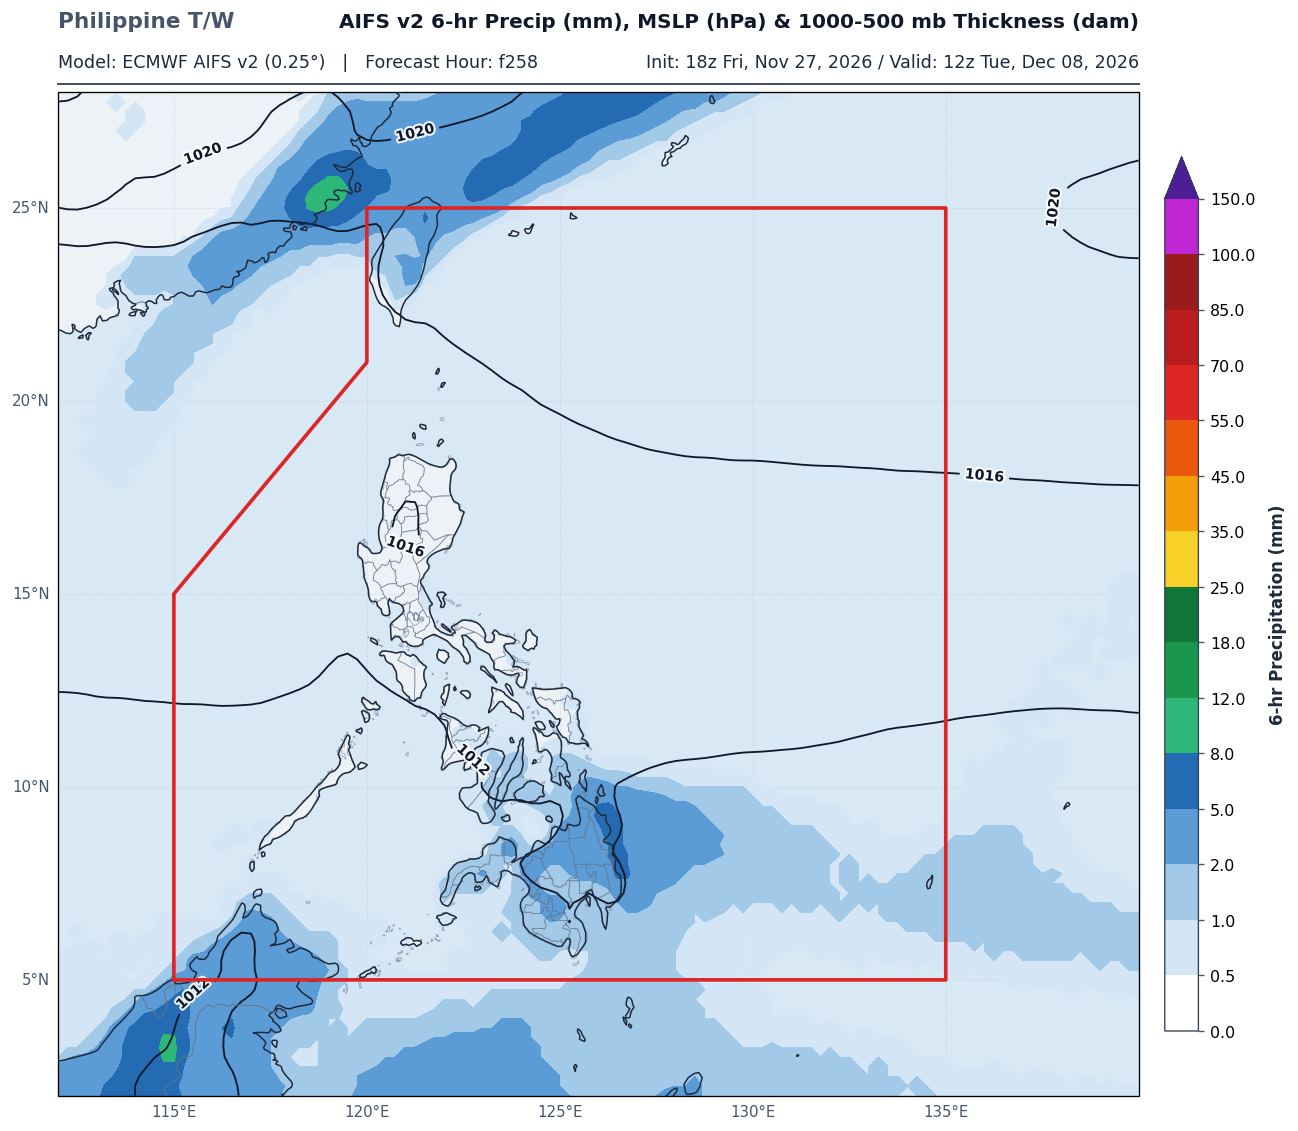 Philippine T/W
AIFS v2 6-hr Precip (mm), MSLP (hPa) & 1000-500 mb Thickness (dam)
Model: ECMWF AIFS v2 (0.25°) | Forecast Hour: f258
Init: 18z Fri, Nov 27, 2026 / Valid: 12z Tue, Dec 08, 2026
1020
1020
1020
1016
1016
1012
1012
25°N
20°N
15°N
10°N
5°N
115°E
120°E
125°E
130°E
135°E
150.0
100.0
85.0
70.0
55.0
45.0
35.0
25.0
18.0
12.0
8.0
5.0
2.0
1.0
0.5
0.0
6-hr Precipitation (mm)